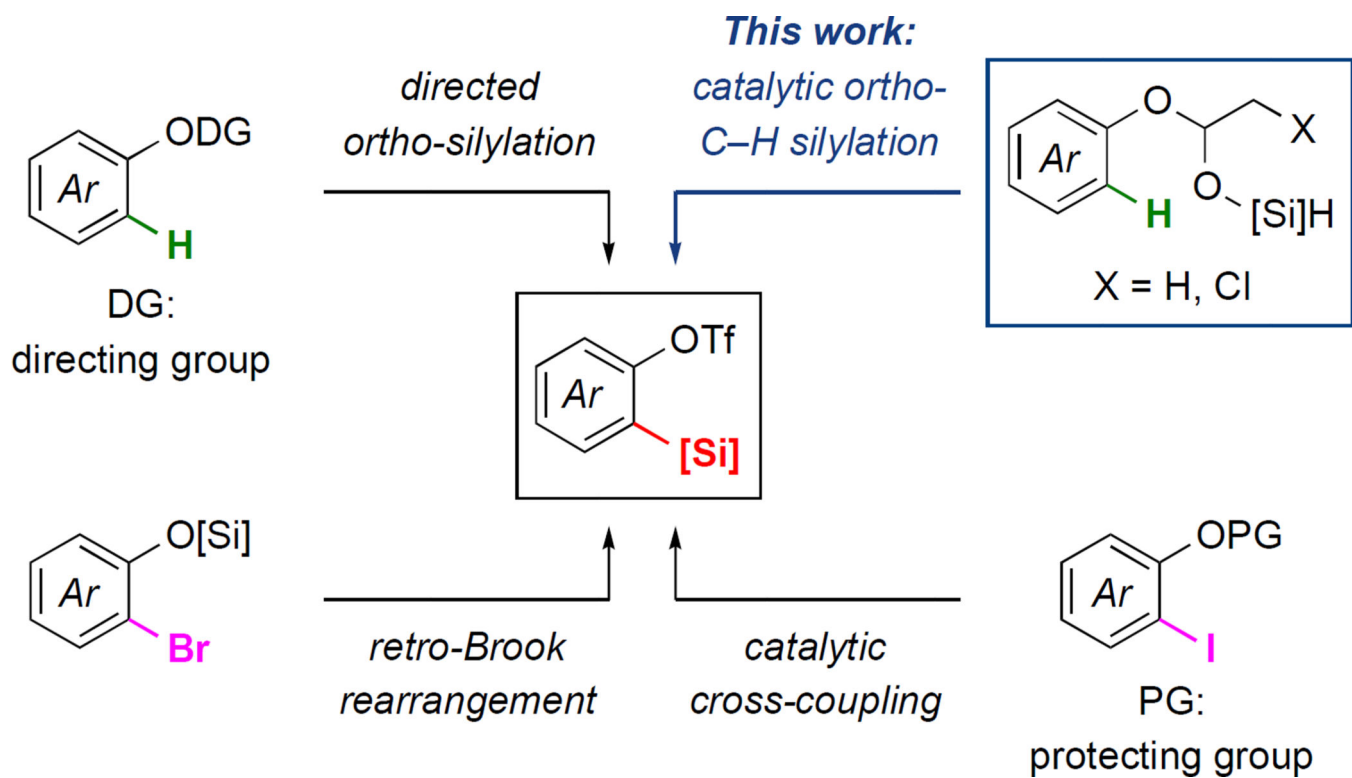 This work:
directed
ortho-silylation
catalytic ortho-
C–H silylation
ODG
Ar
H
DG:
directing group
O
X
Ar
O
H
[Si]H
X = H, Cl
OTf
Ar
[Si]
O[Si]
Ar
Br
retro-Brook
rearrangement
catalytic
cross-coupling
OPG
Ar
I
PG:
protecting group